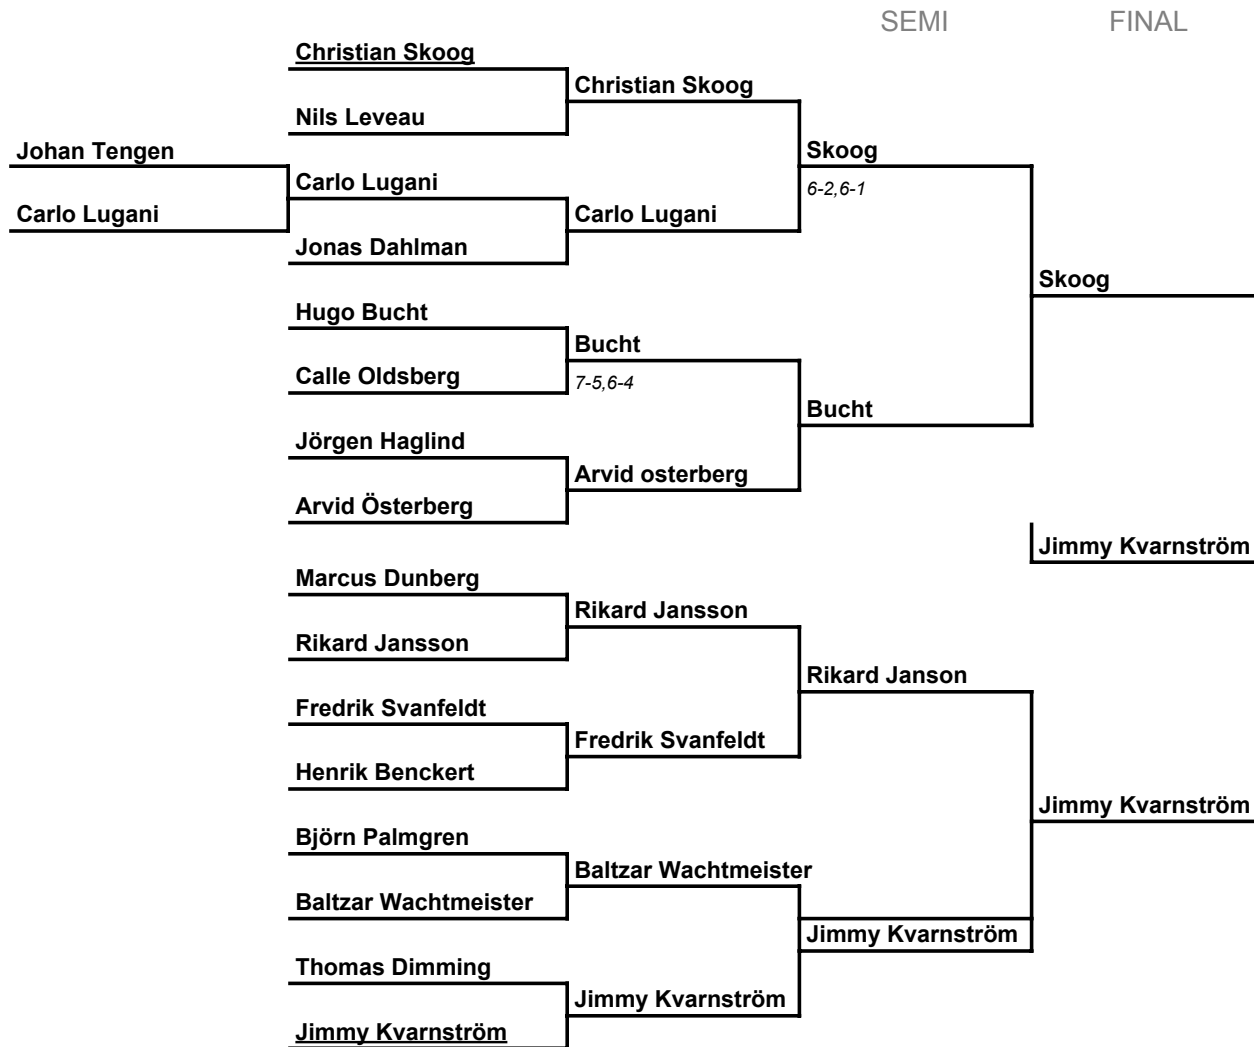 SEMI FINAL
Christian Skoog
Christian Skoog
Nils Leveau
Johan Tengen
Skoog
Carlo Lugani
6-2,6-1
Carlo Lugani
Carlo Lugani
Jonas Dahlman
Skoog
Hugo Bucht
Bucht
Calle Oldsberg
7-5,6-4
Bucht
Jörgen Haglind
Arvid osterberg
Arvid Österberg
Jimmy Kvarnström
Marcus Dunberg
Rikard Jansson
Rikard Jansson
Rikard Janson
Fredrik Svanfeldt
Fredrik Svanfeldt
Henrik Benckert
Jimmy Kvarnström
Björn Palmgren
Baltzar Wachtmeister
Baltzar Wachtmeister
Jimmy Kvarnström
Thomas Dimming
Jimmy Kvarnström
Jimmy Kvarnström